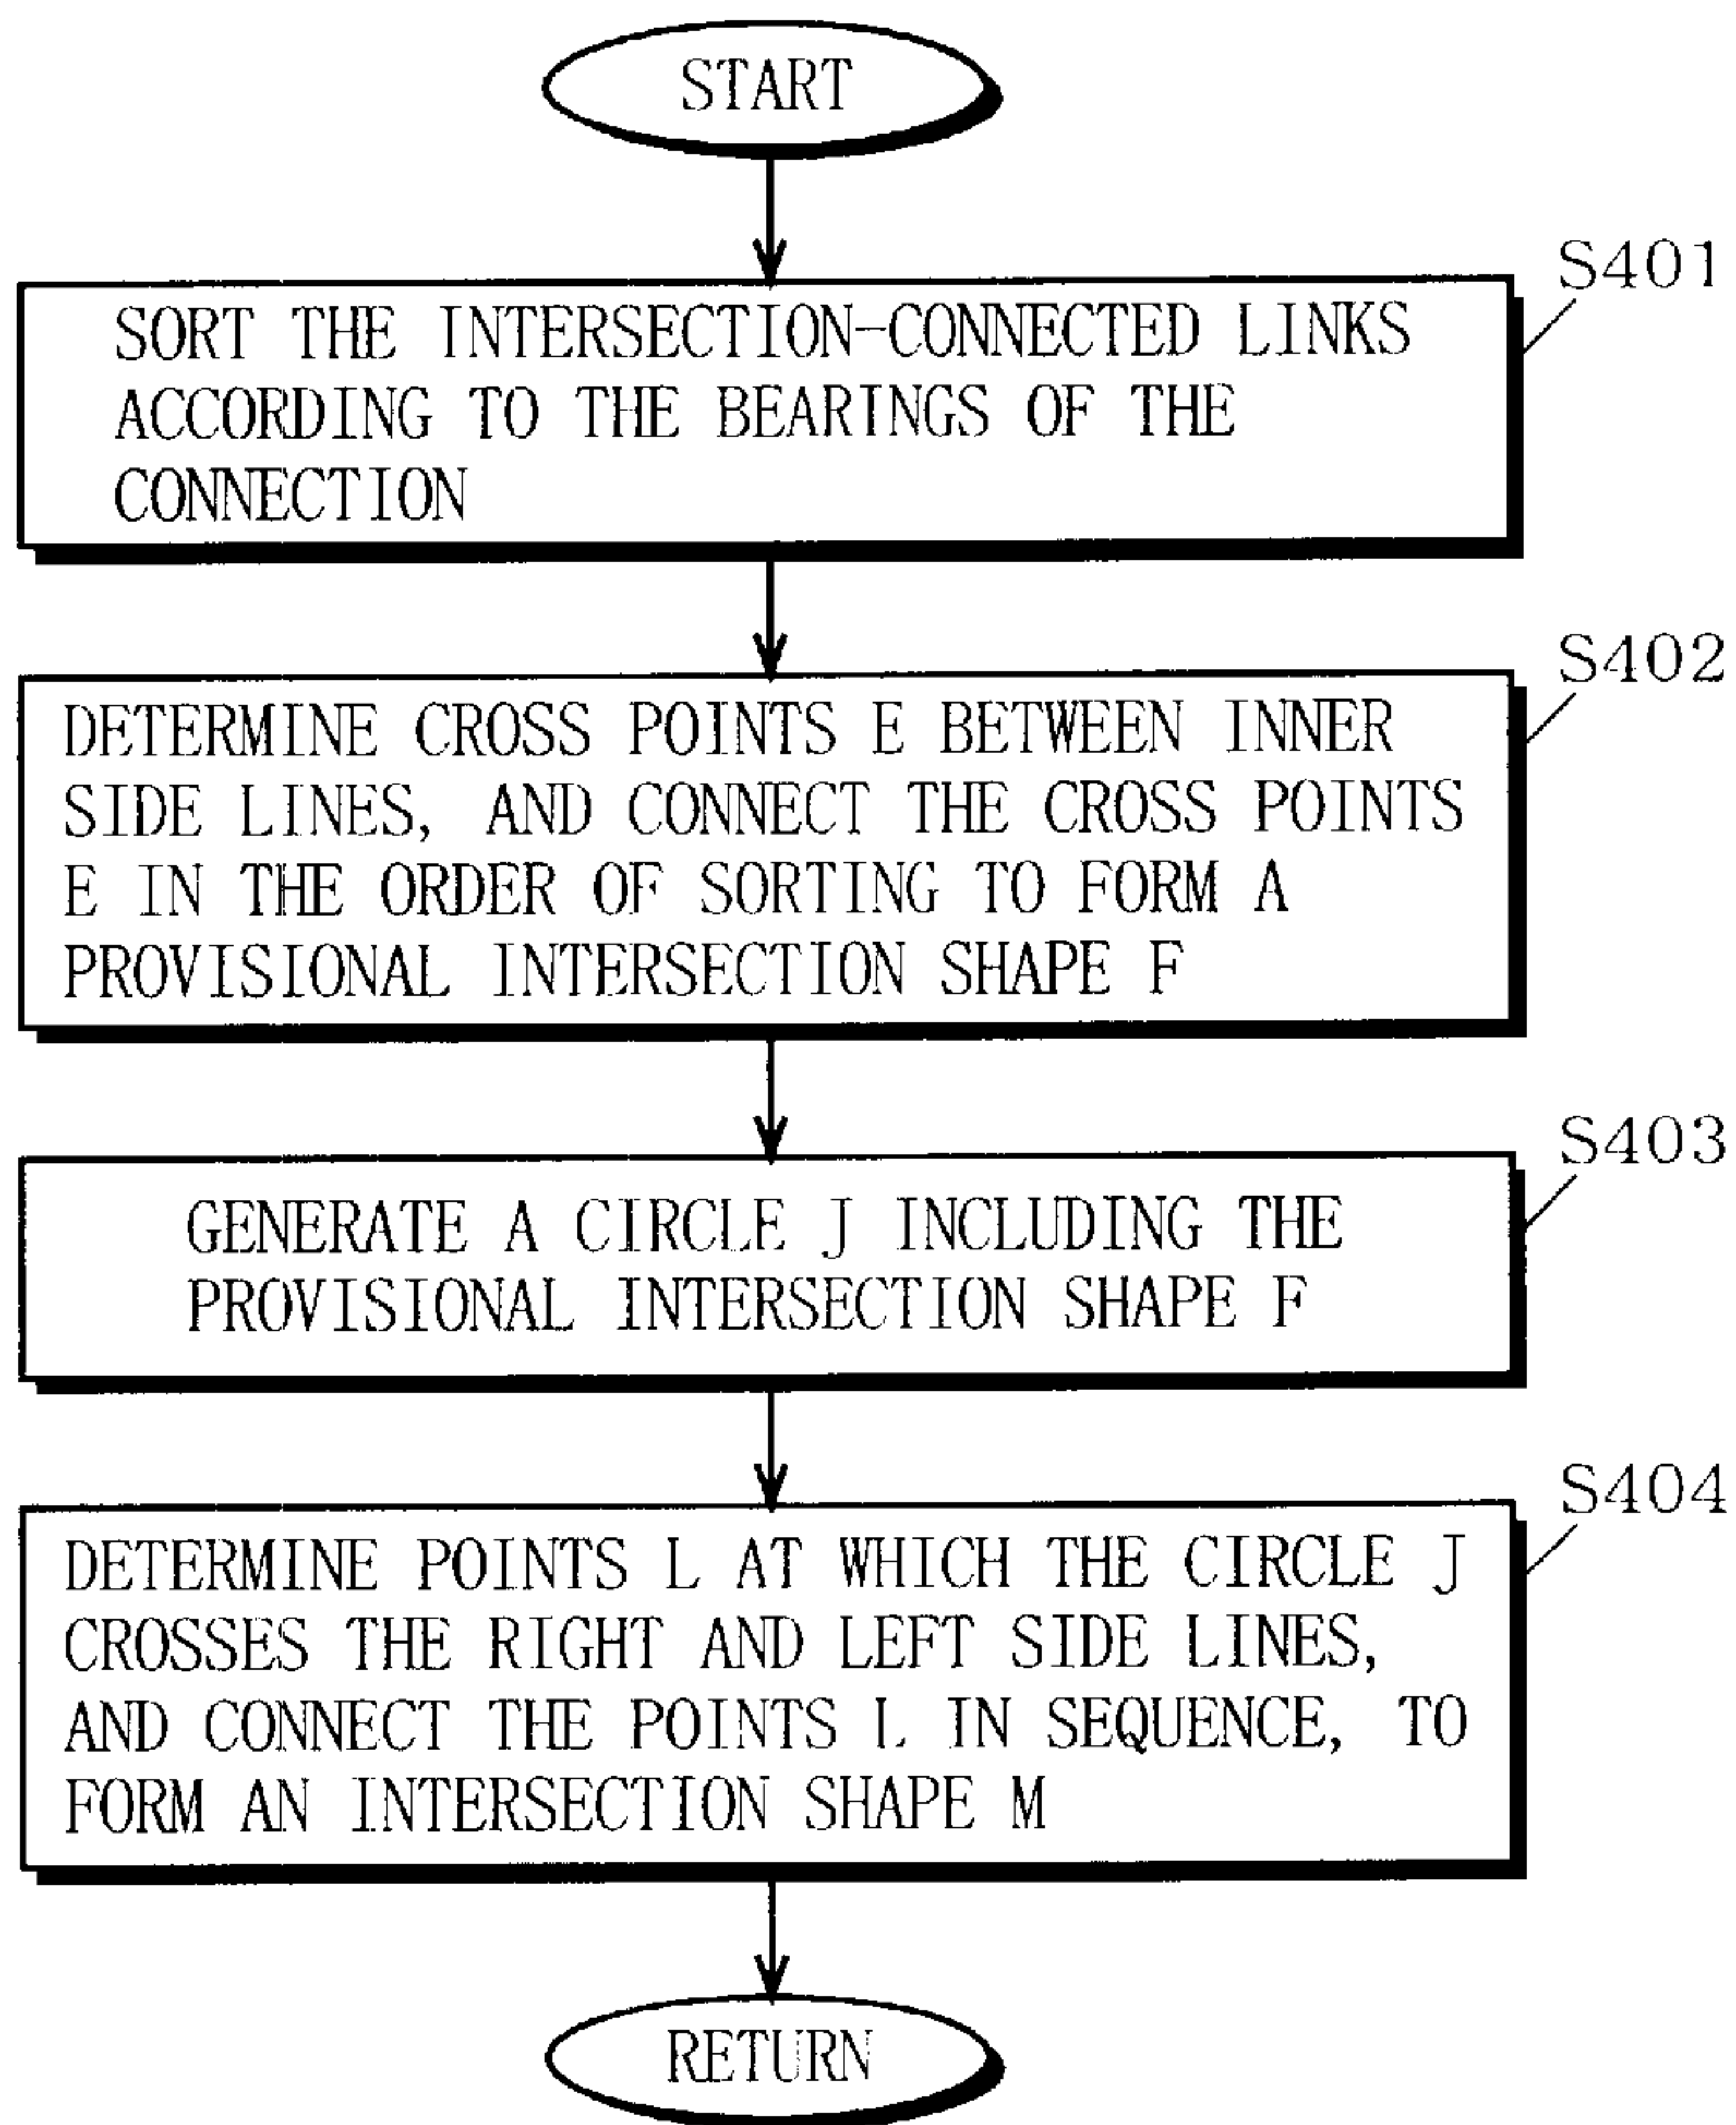 START
S401
SORT THE INTERSECTION-CONNECTED LINKS
ACCORDING TO THE BEARINGS OF THE
CONNECTION
S402
DETERMINE CROSS POINTS E BETWEEN INNER
SIDE LINES, AND CONNECT THE CROSS POINTS
E IN THE ORDER OF SORTING TO FORM A
PROVISIONAL INTERSECTION SHAPE F
S403
GENERATE A CIRCLE J INCLUDING THE
PROVISIONAL INTERSECTION SHAPE F
S404
DETERMINE POINTS L AT WHICH THE CIRCLE J
CROSSES THE RIGHT AND LEFT SIDE LINES,
AND CONNECT THE POINTS L IN SEQUENCE, TO
FORM AN INTERSECTION SHAPE M
RETURN